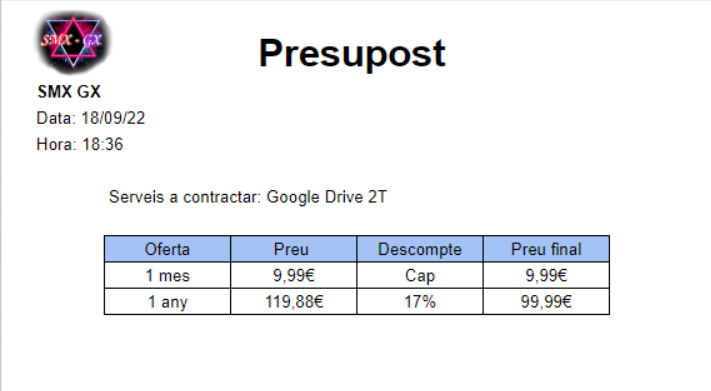 SMX - GX
Presupost
SMX GX
Data: 18/09/22
Hora: 18:36
Serveis a contractar: Google Drive 2T
Oferta Preu Descompte Preu final
1 mes 9,99€ Cap 9,99€
1 any 119,88€ 17% 99,99€